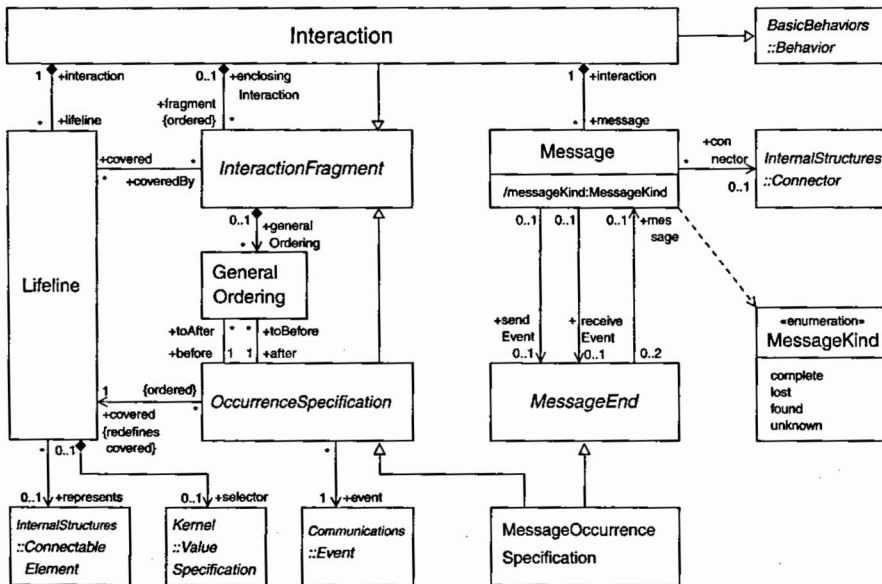 Interaction
BasicBehaviors
::Behavior
1 +interaction
0..1 +enclosing
Interaction
1 +interaction
+fragment
{ordered} *
* +lifeline
* +message
+covered *
* +coveredBy
InteractionFragment
Message
/messageKind:MessageKind
* +con
nector
0..1
InternalStructures
::Connector
0..1 +general
Ordering
*
0..1 0..1 0..1 +mes
sage
General
Ordering
Lifeline
+toAfter * * +toBefore
+before 1 1 +after
+send
Event
0..1
+ receive
Event
0..1
0..2
«enumeration»
MessageKind
complete
lost
found
unknown
1 {ordered}
*
+covered
{redefines
covered}
OccurrenceSpecification
MessageEnd
* 0..1
*
0..1 +represents
0..1 +selector
1 +event
InternalStructures
::Connectable
Element
Kernel
::Value
Specification
Communications
::Event
MessageOccurrence
Specification